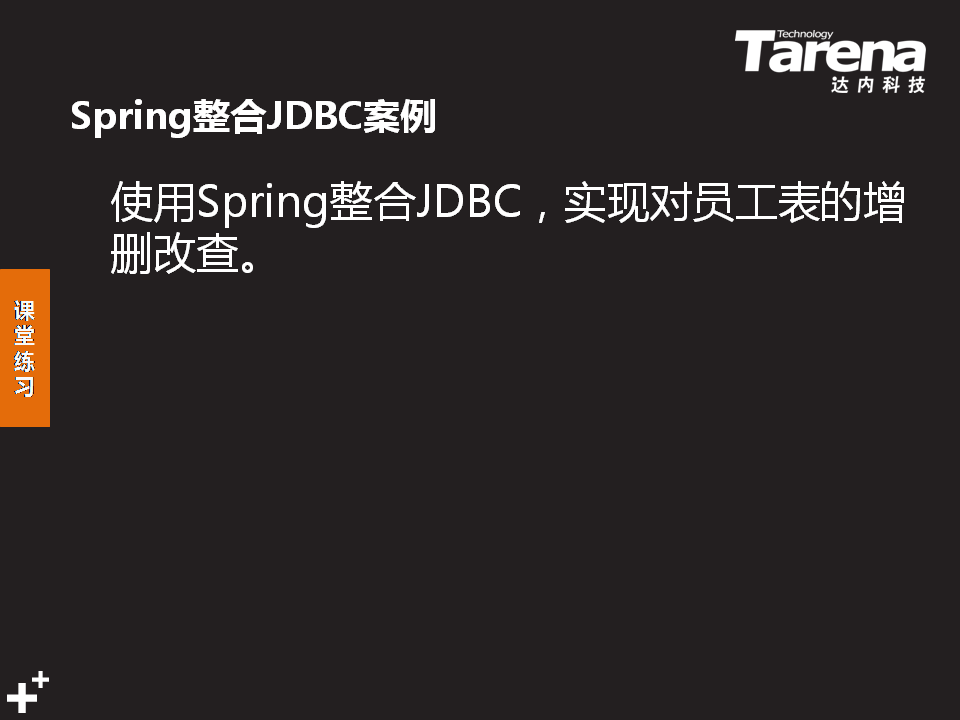 Technology
Tarena
达内科技
Spring整合JDBC案例
使用Spring整合JDBC，实现对员工表的增
删改查。
课
堂
练
习